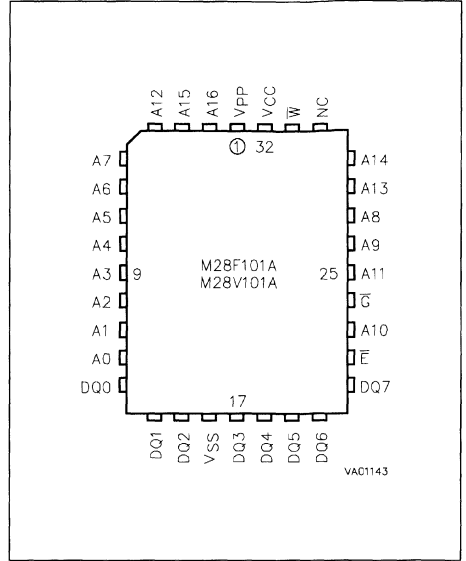 A12 A15 A16 VPP VCC W̅ NC
① 32
A7 A14
A6 A13
A5 A8
A4 A9
A3 9 M28F101A 25 A11
M28V101A
A2 G̅
A1 A10
A0 E̅
DQ0 DQ7
17
DQ1 DQ2 VSS DQ3 DQ4 DQ5 DQ6
VA01143